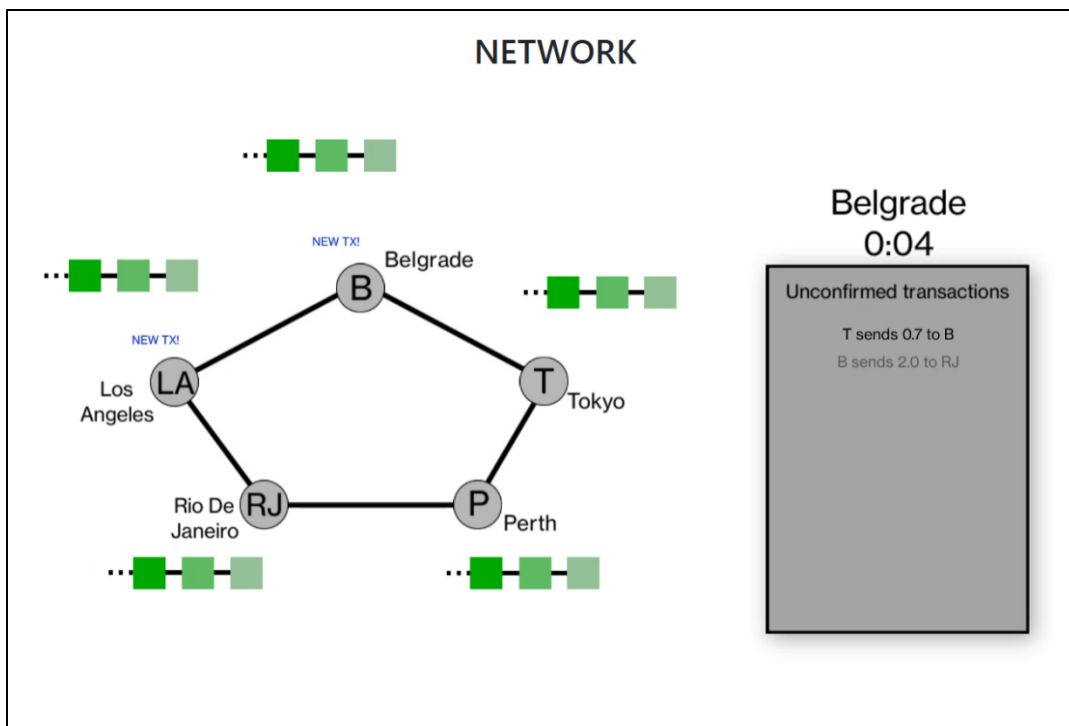 NETWORK
Belgrade
0:04
Unconfirmed transactions
T sends 0.7 to B
B sends 2.0 to RJ
NEW TX!
B
Belgrade
NEW TX!
LA
Los
Angeles
T
Tokyo
RJ
Rio De
Janeiro
P
Perth